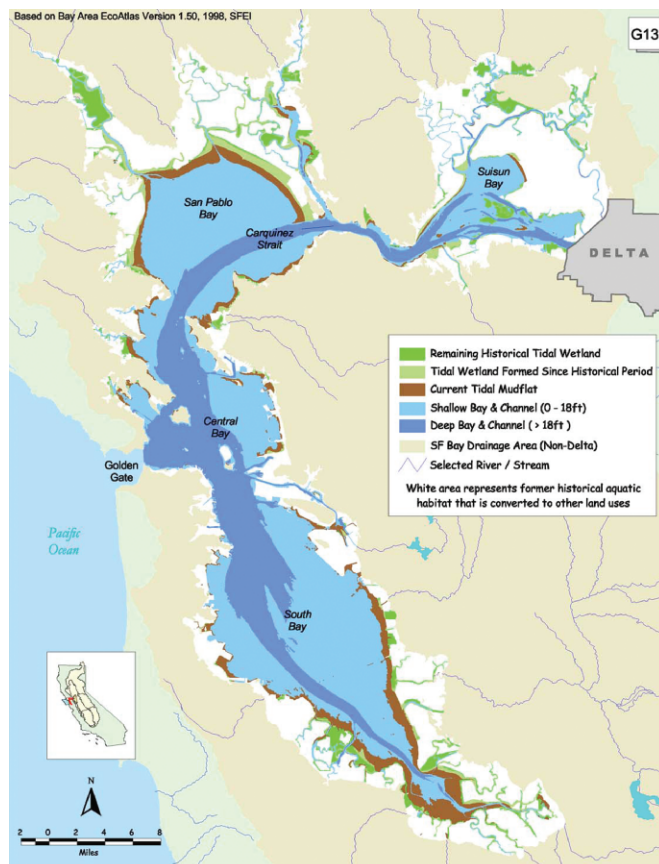 Based on Bay Area EcoAtlas Version 1.50, 1998, SFEI
G13
San Pablo
Bay
Carquinez
Strait
Suisun
Bay
DELTA
Remaining Historical Tidal Wetland
Tidal Wetland Formed Since Historical Period
Current Tidal Mudflat
Shallow Bay & Channel (0 - 18ft)
Deep Bay & Channel (> 18ft )
SF Bay Drainage Area (Non-Delta)
Selected River / Stream
White area represents former historical aquatic
habitat that is converted to other land uses
Central
Bay
Golden
Gate
Pacific
Ocean
South
Bay
N
2 0 2 4 6 8
Miles